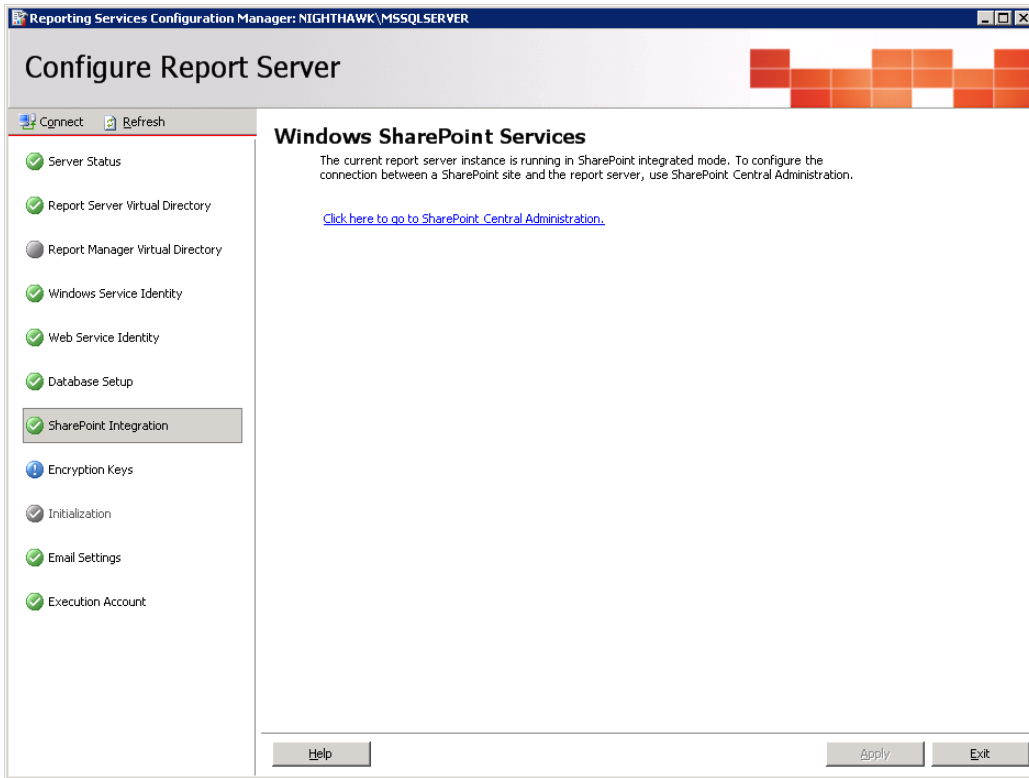 Reporting Services Configuration Manager: NIGHTHAWK\MSSQLSERVER
Configure Report Server
Connect Refresh
Server Status
Report Server Virtual Directory
Report Manager Virtual Directory
Windows Service Identity
Web Service Identity
Database Setup
SharePoint Integration
Encryption Keys
Initialization
Email Settings
Execution Account
Windows SharePoint Services
The current report server instance is running in SharePoint integrated mode. To configure the
connection between a SharePoint site and the report server, use SharePoint Central Administration.
Click here to go to SharePoint Central Administration.
Help Apply Exit